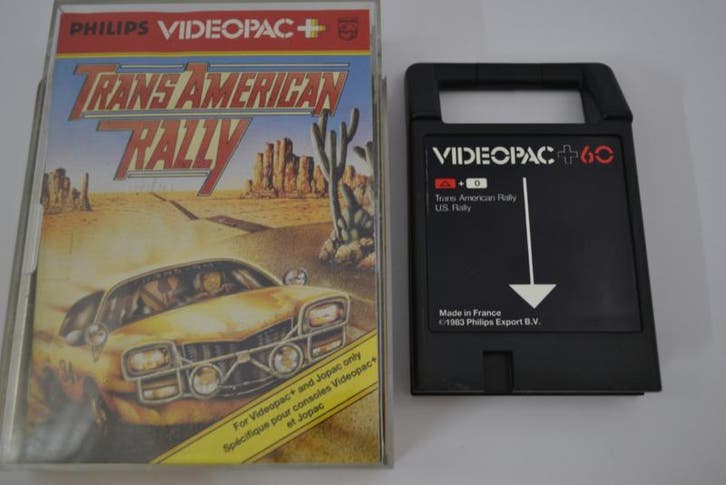 PHILIPS VIDEOPAC+
TRANS AMERICAN
RALLY
For Videopac+ and Jopac only
Spécifique pour consoles Videopac+
et Jopac
VIDEOPAC+60
+ 0
Trans American Rally
U.S. Rally
Made in France
©1983 Philips Export B.V.